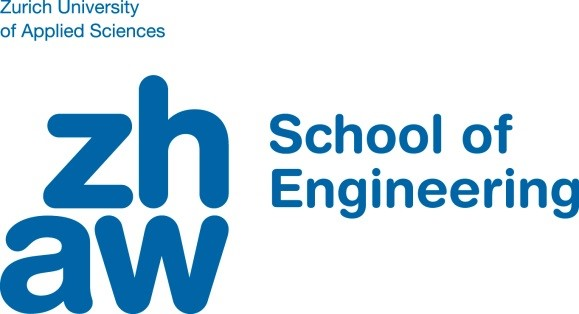 Zurich University
of Applied Sciences
zh
aw
School of
Engineering